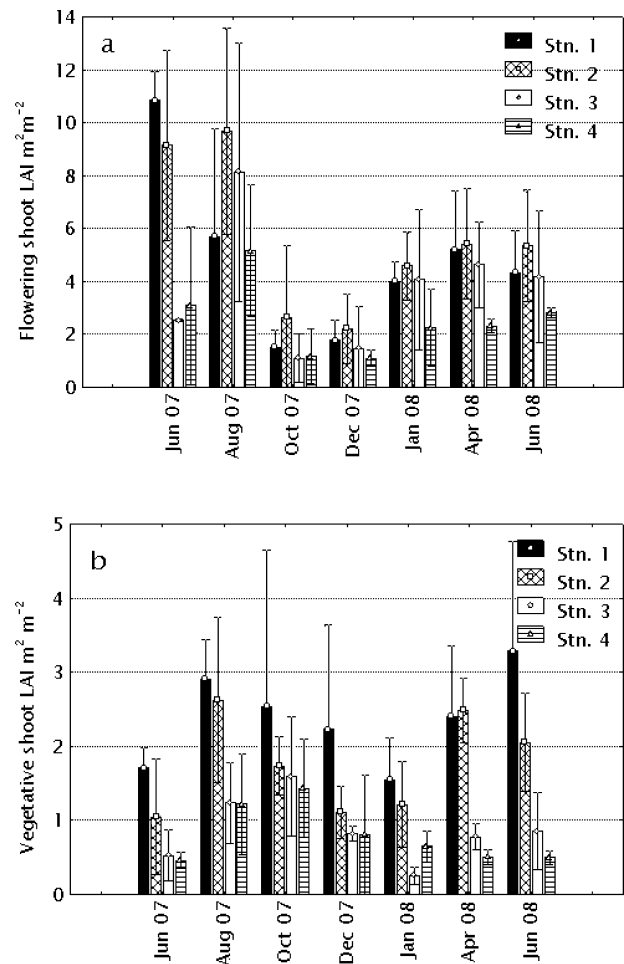 a
Stn. 1
Stn. 2
Stn. 3
Stn. 4
Flowering shoot LAI m²m⁻²
14
12
10
8
6
4
2
0
Jun 07
Aug 07
Oct 07
Dec 07
Jan 08
Apr 08
Jun 08
b
Stn. 1
Stn. 2
Stn. 3
Stn. 4
Vegetative shoot LAI m² m⁻²
5
4
3
2
1
0
Jun 07
Aug 07
Oct 07
Dec 07
Jan 08
Apr 08
Jun 08